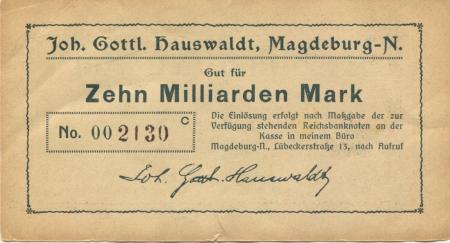 Joh. Gottl. Hauswaldt, Magdeburg-N.
Gut für
Zehn Milliarden Mark
No. 002130 C
Die Einlösung erfolgt nach Maßgabe der zur
Verfügung stehenden Reichsbanknoten an der
Kasse in meinem Büro
Magdeburg-N., Lübeckerstraße 13, nach Aufruf
Joh. Gottl. Hauswaldt